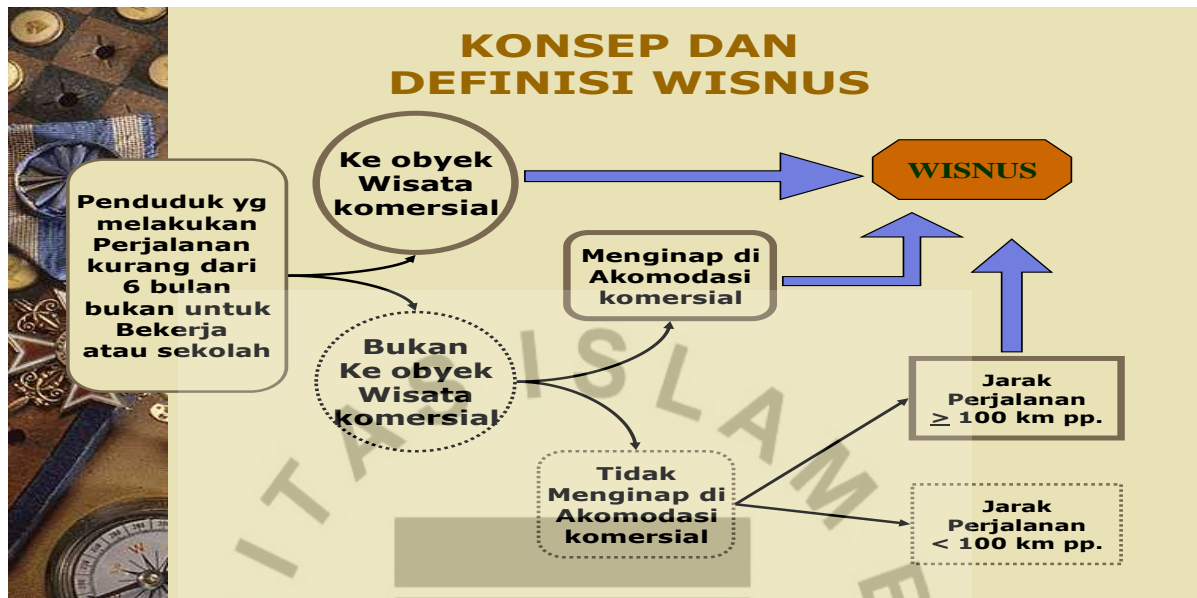 KONSEP DAN
DEFINISI WISNUS
Penduduk yg
melakukan
Perjalanan
kurang dari
6 bulan
bukan untuk
Bekerja
atau sekolah
Ke obyek
Wisata
komersial
WISNUS
Menginap di
Akomodasi
komersial
Bukan
Ke obyek
Wisata
komersial
Tidak
Menginap di
Akomodasi
komersial
Jarak
Perjalanan
≥ 100 km pp.
Jarak
Perjalanan
< 100 km pp.
ITAS ISLAM